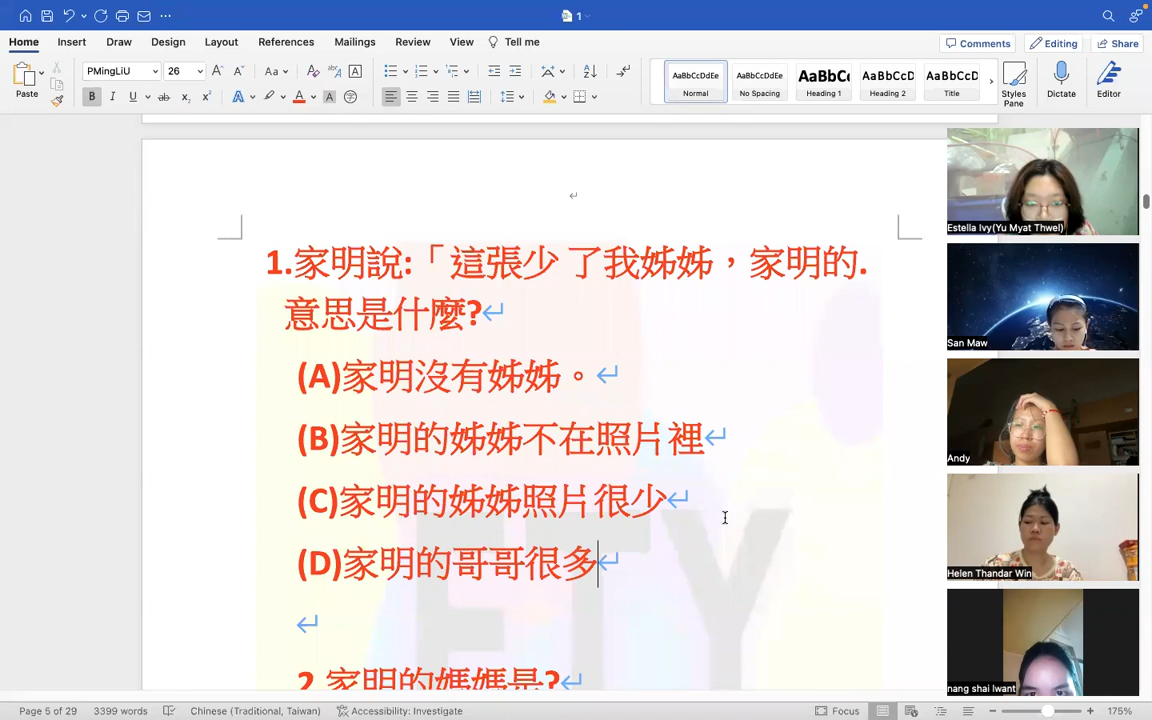 1
Home Insert Draw Design Layout References Mailings Review View Tell me
Comments Editing Share
Paste
PMingLiU 26
AaBbCcDdEe AaBbCcDdEe AaBbCc AaBbCcD AaBbCcD
Normal No Spacing Heading 1 Heading 2 Title
Styles Pane
Dictate
Editor
1.家明說:「這張少 了我姊姊，家明的.
意思是什麼?
(A)家明沒有姊姊。
(B)家明的姊姊不在照片裡
(C)家明的姊姊照片很少
(D)家明的哥哥很多
2.家明的媽媽是?
ETY
Estella Ivy(Yu Myat Thwel)
San Maw
Andy
Helen Thandar Win
nang shai lwant
Page 5 of 29 3399 words Chinese (Traditional, Taiwan) Accessibility: Investigate
Focus 175%